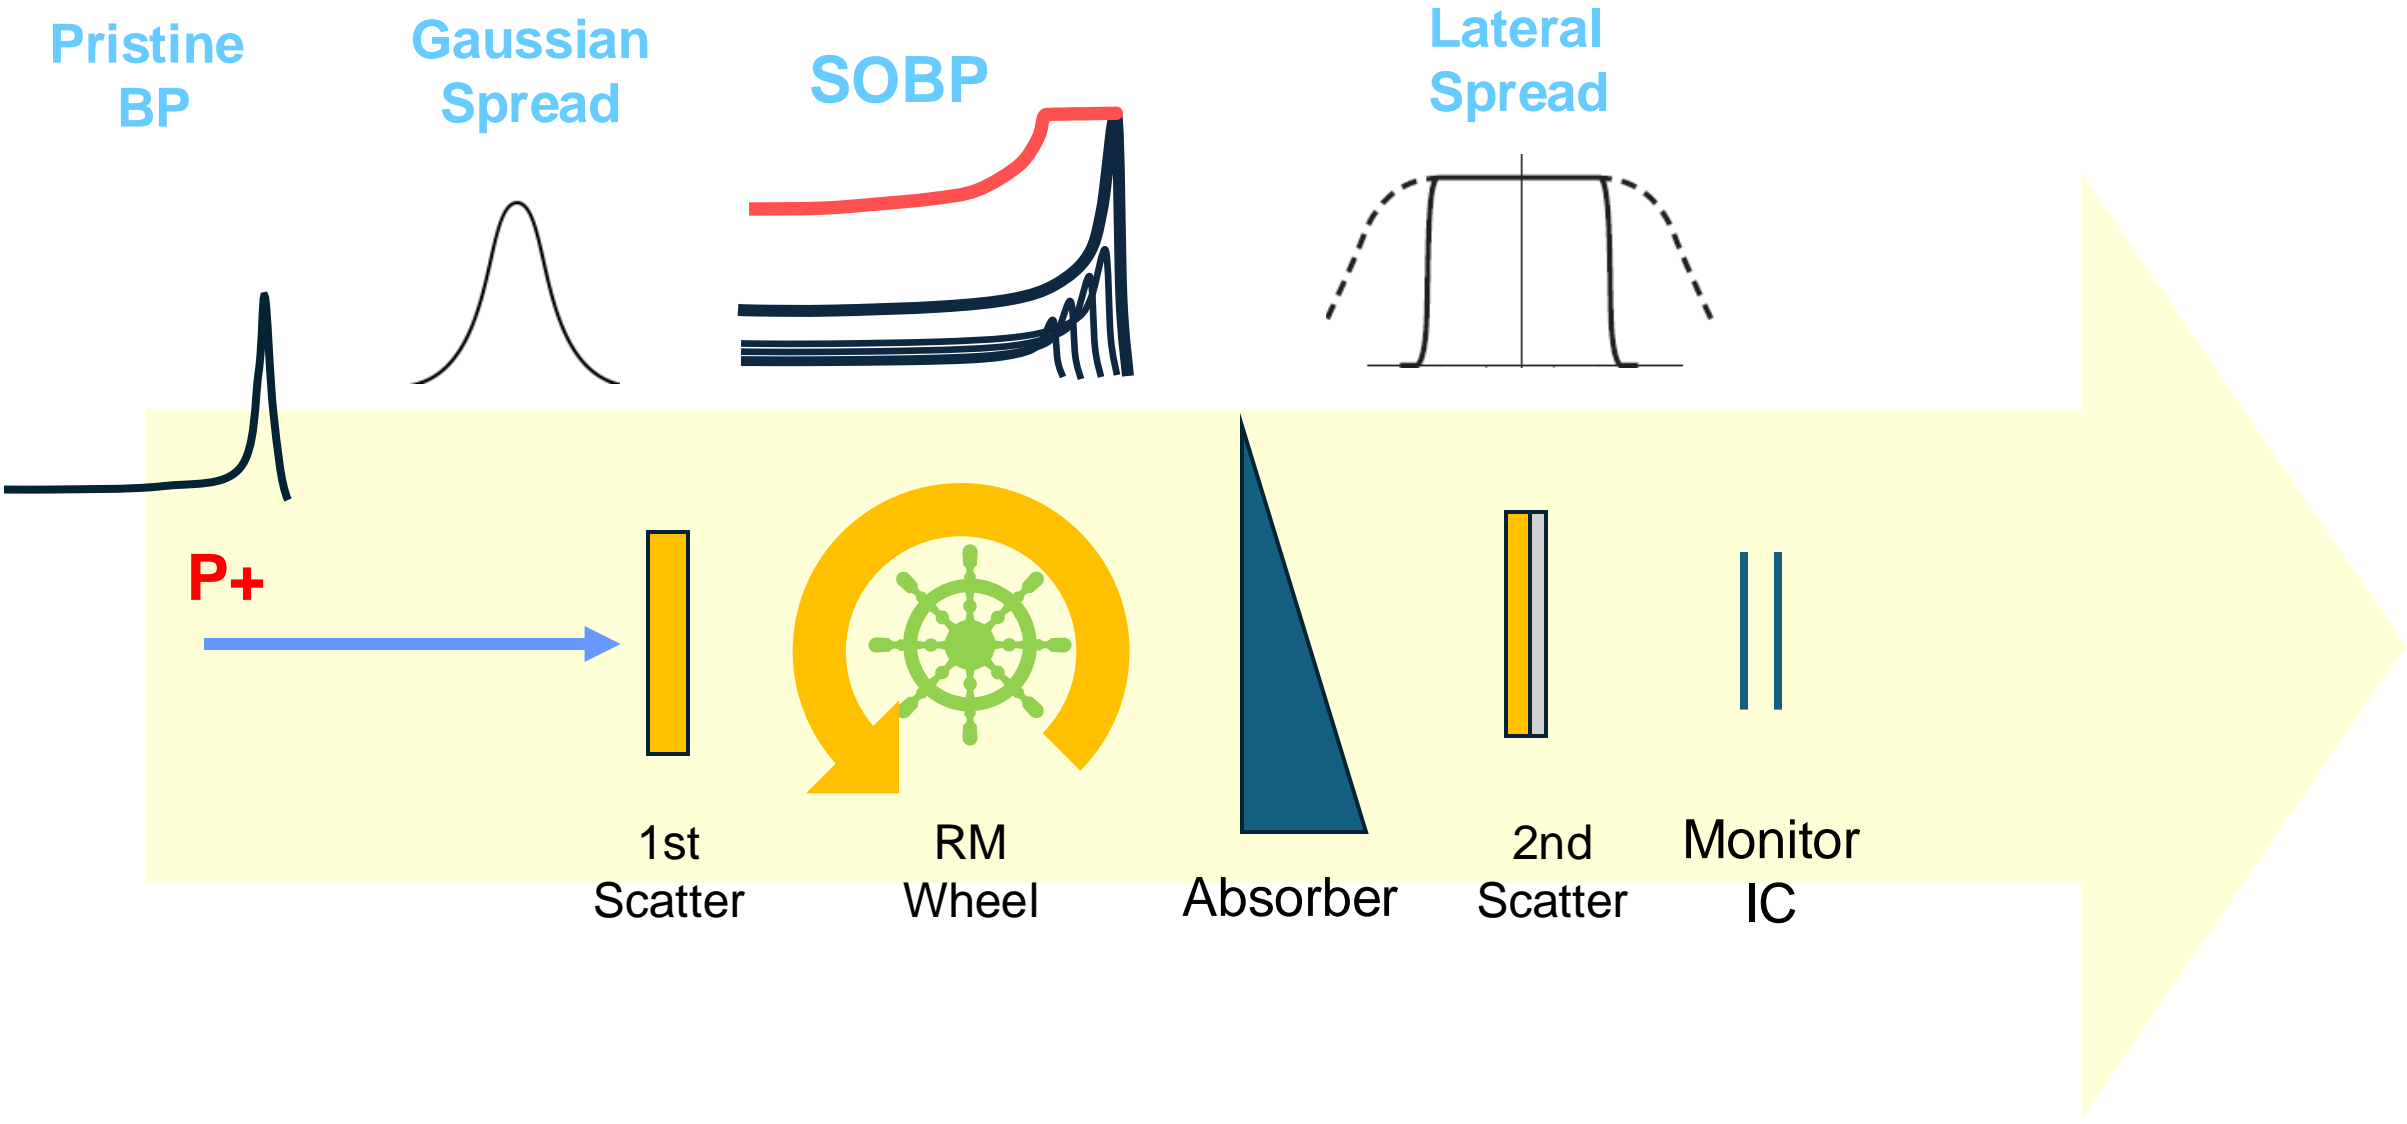 Pristine
BP
Gaussian
Spread
SOBP
Lateral
Spread
P+
1st
Scatter
RM
Wheel
Absorber
2nd
Scatter
Monitor
IC